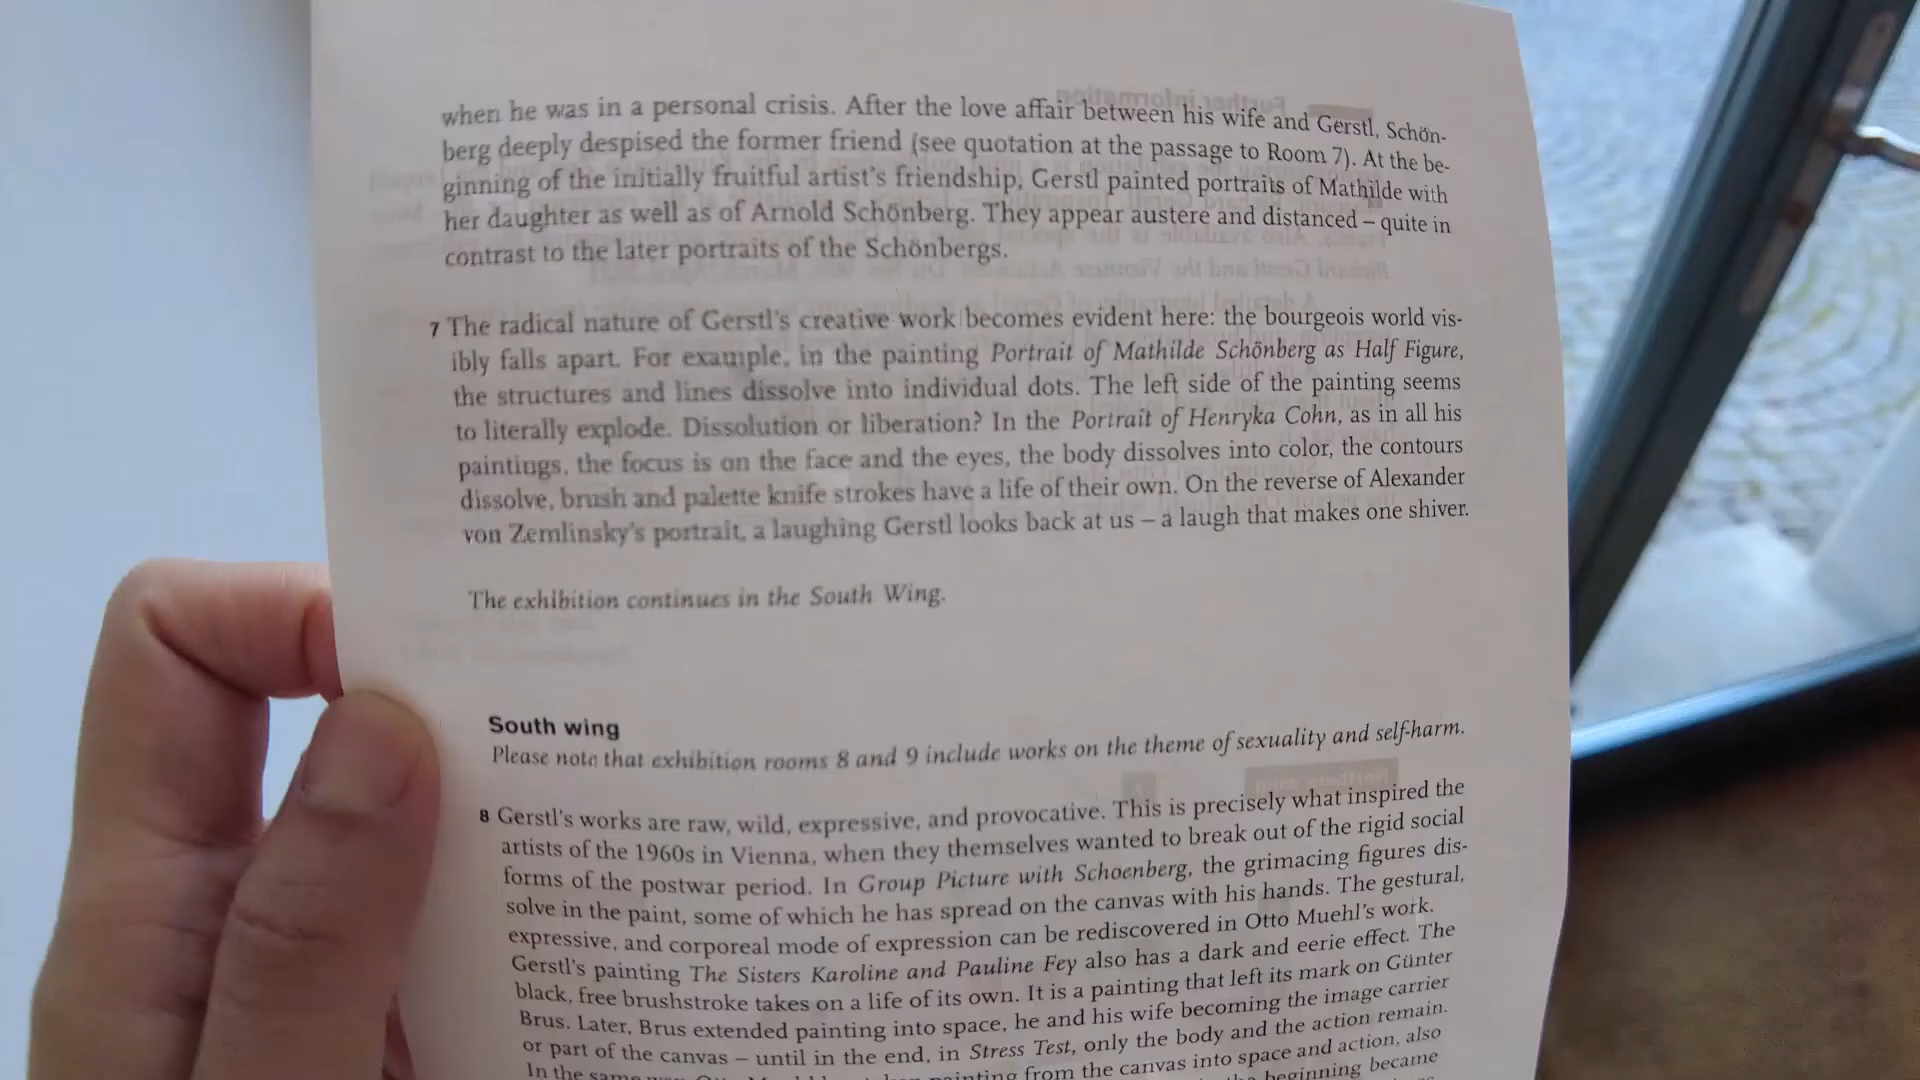 when he was in a personal crisis. After the love affair between his wife and Gerstl, Schön-
berg deeply despised the former friend (see quotation at the passage to Room 7). At the be-
ginning of the initially fruitful artist's friendship, Gerstl painted portraits of Mathilde with
her daughter as well as of Arnold Schönberg. They appear austere and distanced – quite in
contrast to the later portraits of the Schönbergs.
7 The radical nature of Gerstl's creative work becomes evident here: the bourgeois world vis-
ibly falls apart. For example, in the painting Portrait of Mathilde Schönberg as Half Figure,
the structures and lines dissolve into individual dots. The left side of the painting seems
to literally explode. Dissolution or liberation? In the Portrait of Henryka Cohn, as in all his
paintings, the focus is on the face and the eyes, the body dissolves into color, the contours
dissolve, brush and palette knife strokes have a life of their own. On the reverse of Alexander
von Zemlinsky's portrait, a laughing Gerstl looks back at us – a laugh that makes one shiver.
The exhibition continues in the South Wing.
South wing
Please note that exhibition rooms 8 and 9 include works on the theme of sexuality and self-harm.
8 Gerstl's works are raw, wild, expressive, and provocative. This is precisely what inspired the
artists of the 1960s in Vienna, when they themselves wanted to break out of the rigid social
forms of the postwar period. In Group Picture with Schoenberg, the grimacing figures dis-
solve in the paint, some of which he has spread on the canvas with his hands. The gestural,
expressive, and corporeal mode of expression can be rediscovered in Otto Muehl's work.
Gerstl's painting The Sisters Karoline and Pauline Fey also has a dark and eerie effect. The
black, free brushstroke takes on a life of its own. It is a painting that left its mark on Günter
Brus. Later, Brus extended painting into space, he and his wife becoming the image carrier
or part of the canvas – until in the end, in Stress Test, only the body and the action remain.
In the same from the canvas into space and action, also
beginning became